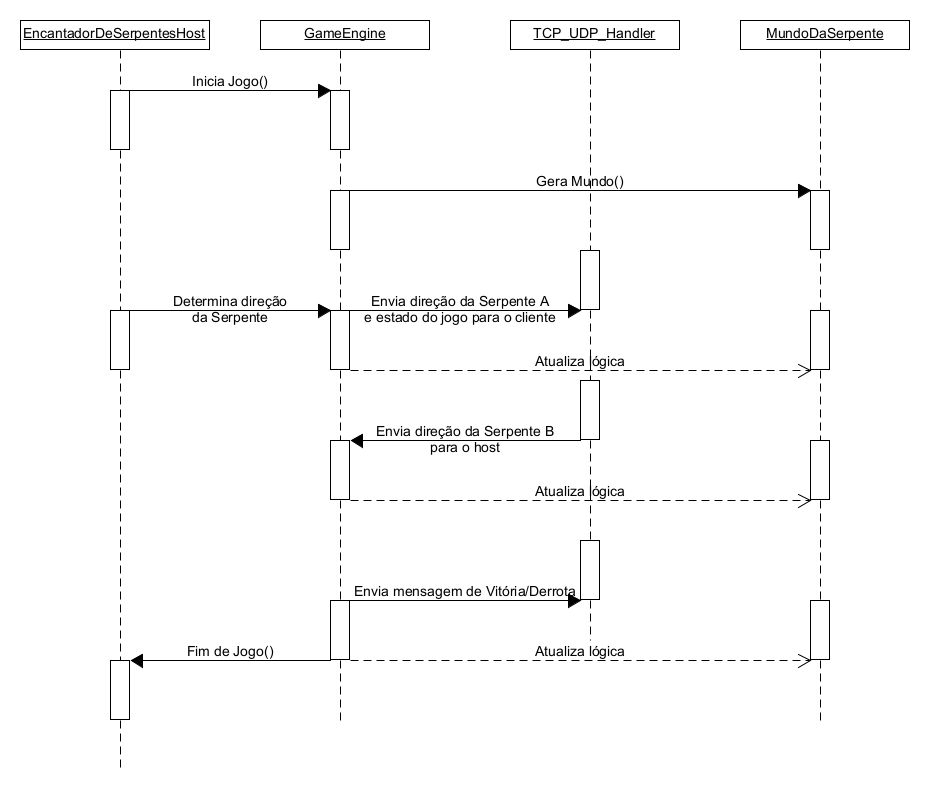 EncantadorDeSerpentesHost
GameEngine
TCP_UDP_Handler
MundoDaSerpente
Inicia Jogo()
Gera Mundo()
Determina direção
da Serpente
Envia direção da Serpente A
e estado do jogo para o cliente
Atualiza lógica
Envia direção da Serpente B
para o host
Atualiza lógica
Envia mensagem de Vitória/Derrota
Fim de Jogo()
Atualiza lógica